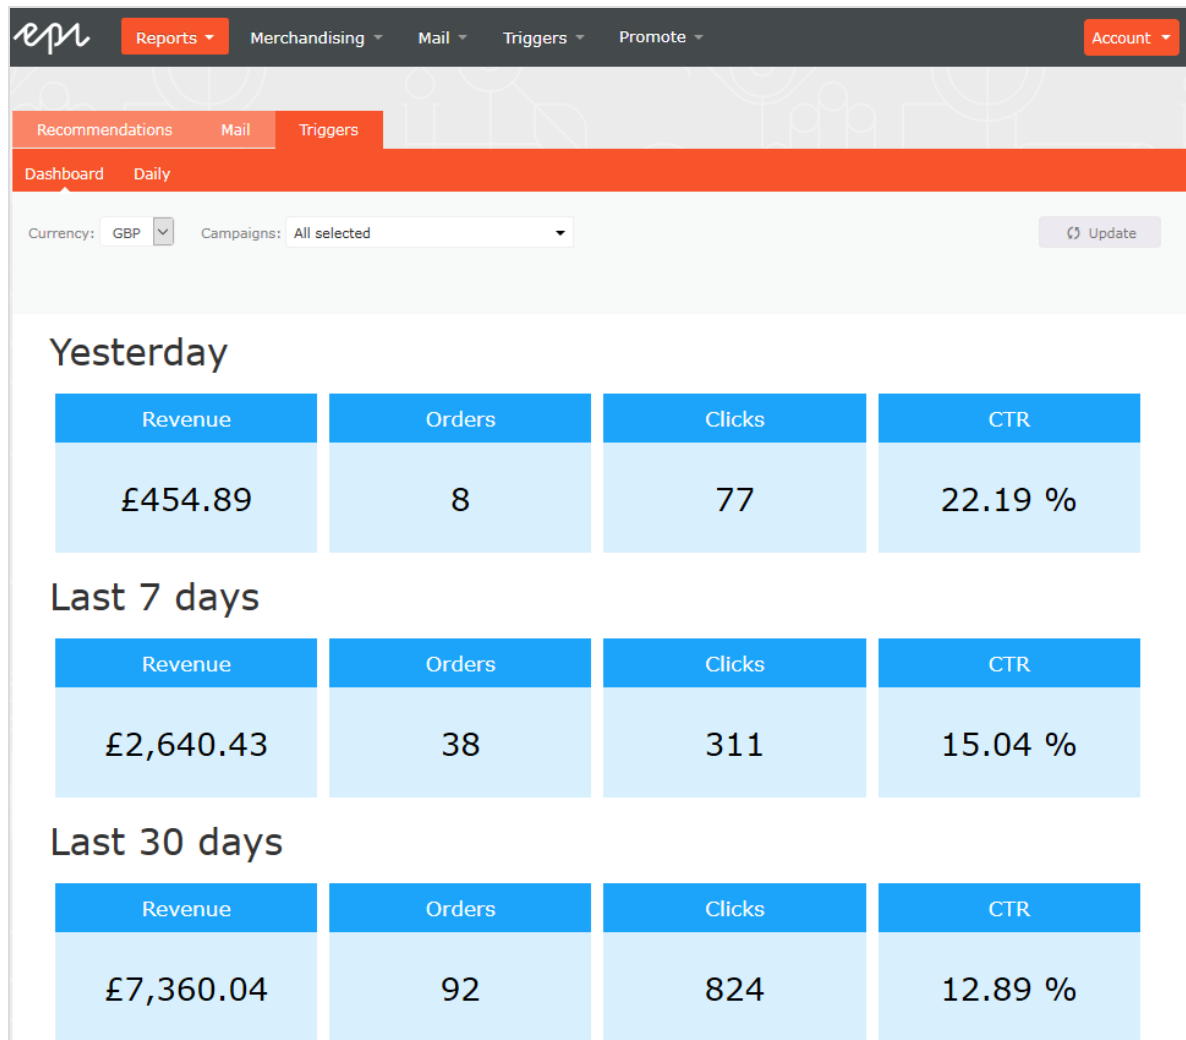 epi Reports Merchandising Mail Triggers Promote Account
Recommendations Mail Triggers
Dashboard Daily
Currency: GBP Campaigns: All selected Update
Yesterday
Revenue Orders Clicks CTR
£454.89 8 77 22.19 %
Last 7 days
Revenue Orders Clicks CTR
£2,640.43 38 311 15.04 %
Last 30 days
Revenue Orders Clicks CTR
£7,360.04 92 824 12.89 %